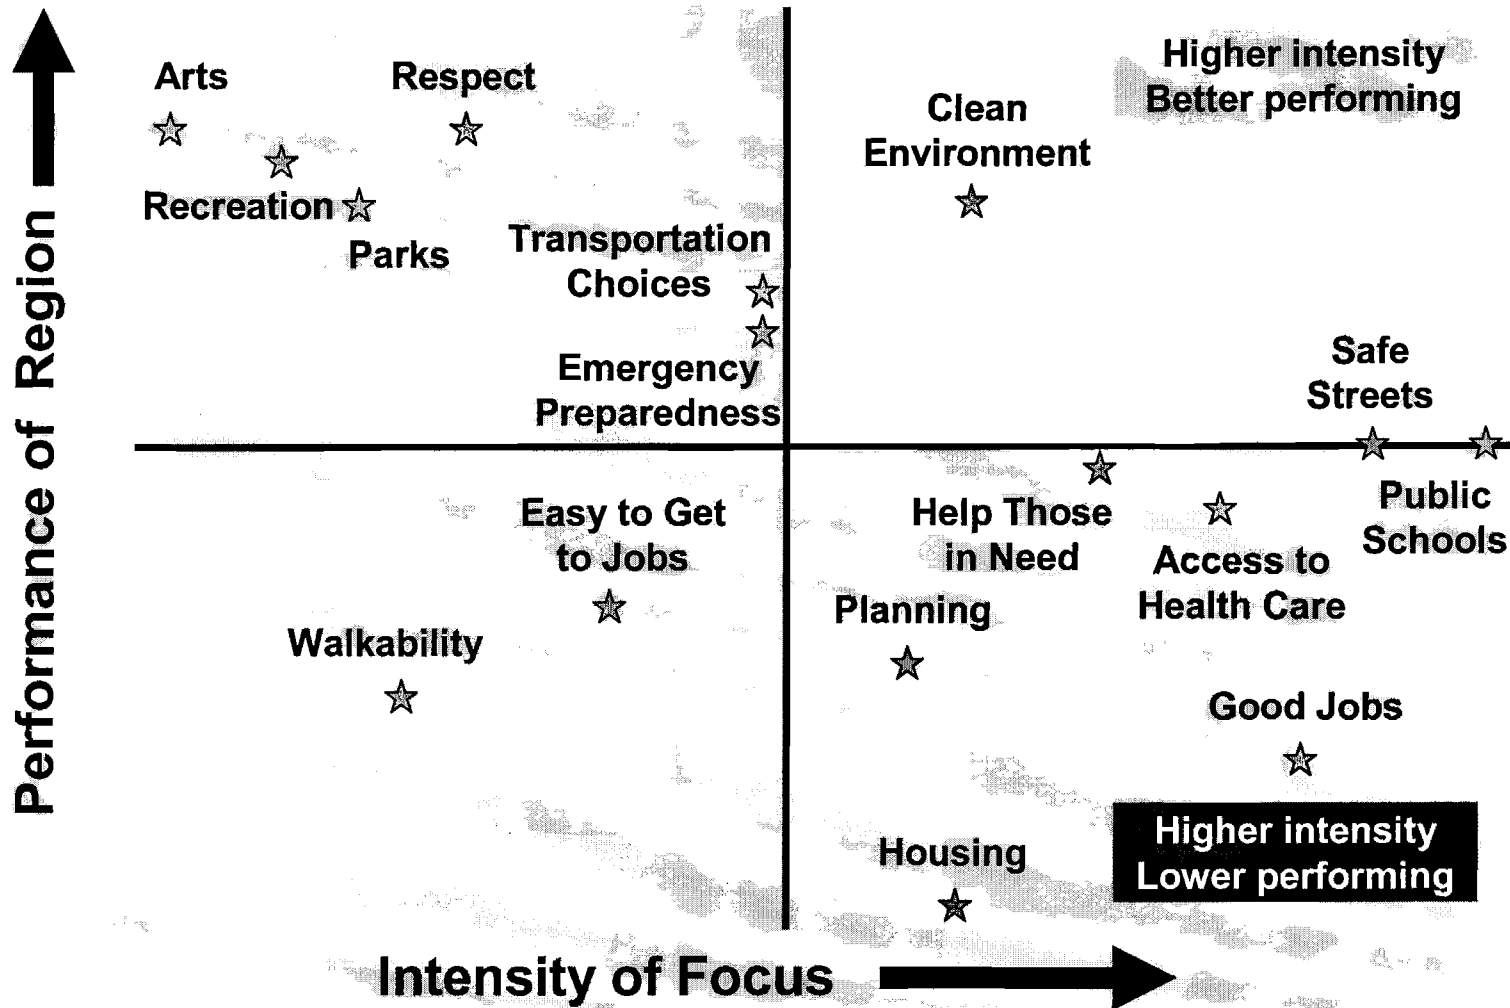 Performance of Region
Arts
Respect
Recreation
Parks
Transportation
Choices
Emergency
Preparedness
Clean
Environment
Higher intensity
Better performing
Safe
Streets
Public
Schools
Easy to Get
to Jobs
Walkability
Help Those
in Need
Access to
Health Care
Planning
Good Jobs
Housing
Higher intensity
Lower performing
Intensity of Focus